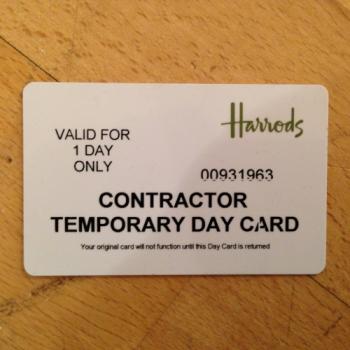 Harrods
VALID FOR
1 DAY
ONLY
00931963
CONTRACTOR
TEMPORARY DAY CARD
Your original card will not function until this Day Card is returned